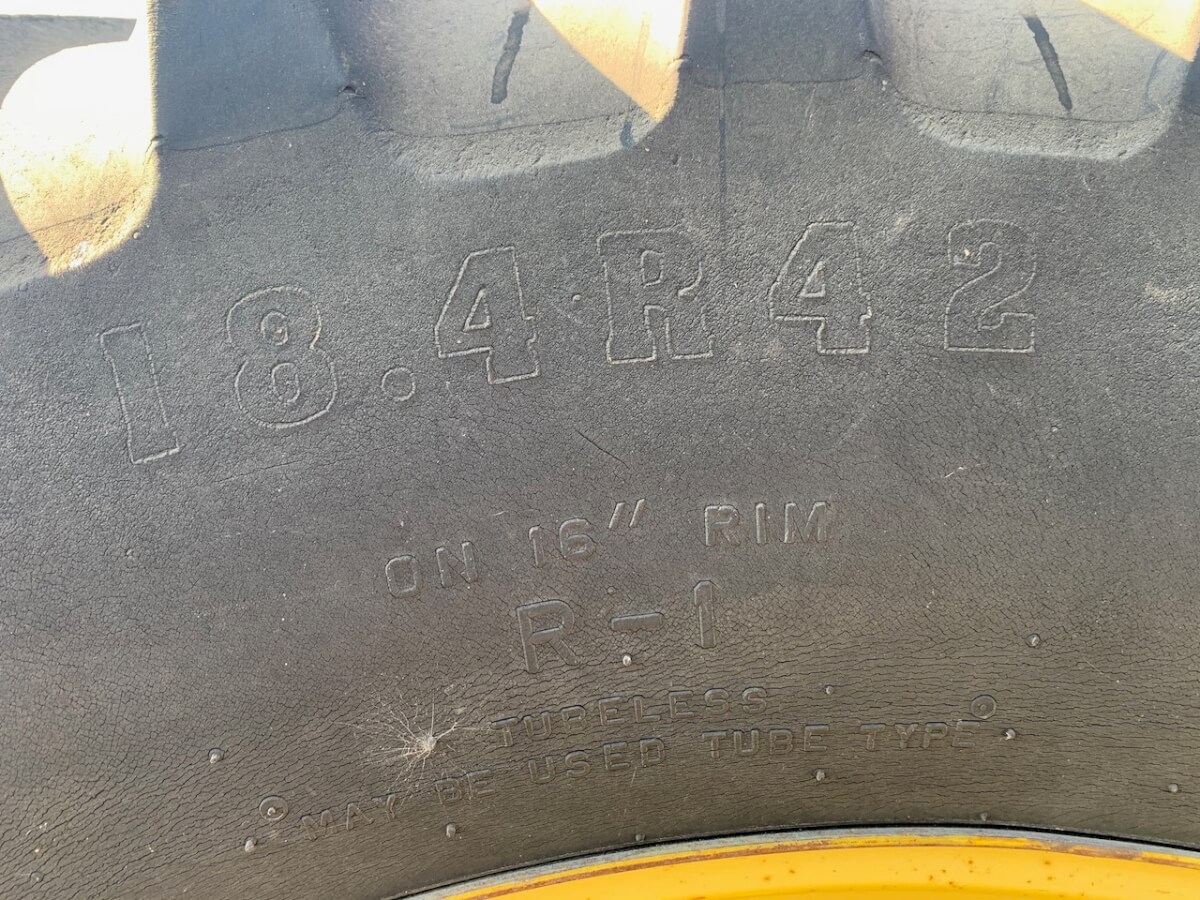 18.4R42
ON 16" RIM
R-1
TUBELESS
MAY BE USED TUBE TYPE